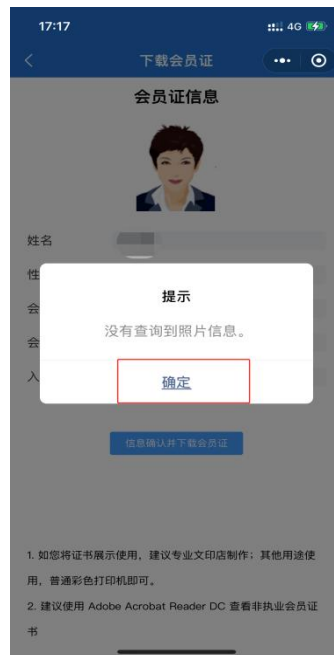 17:17
4G
下载会员证
会员证信息
姓名
性
提示
会
没有查询到照片信息。
会
入
确定
信息确认并下载会员证
1. 如您将证书展示使用，建议专业文印店制作；其他用途使
用，普通彩色打印机即可。
2. 建议使用 Adobe Acrobat Reader DC 查看非执业会员证
书